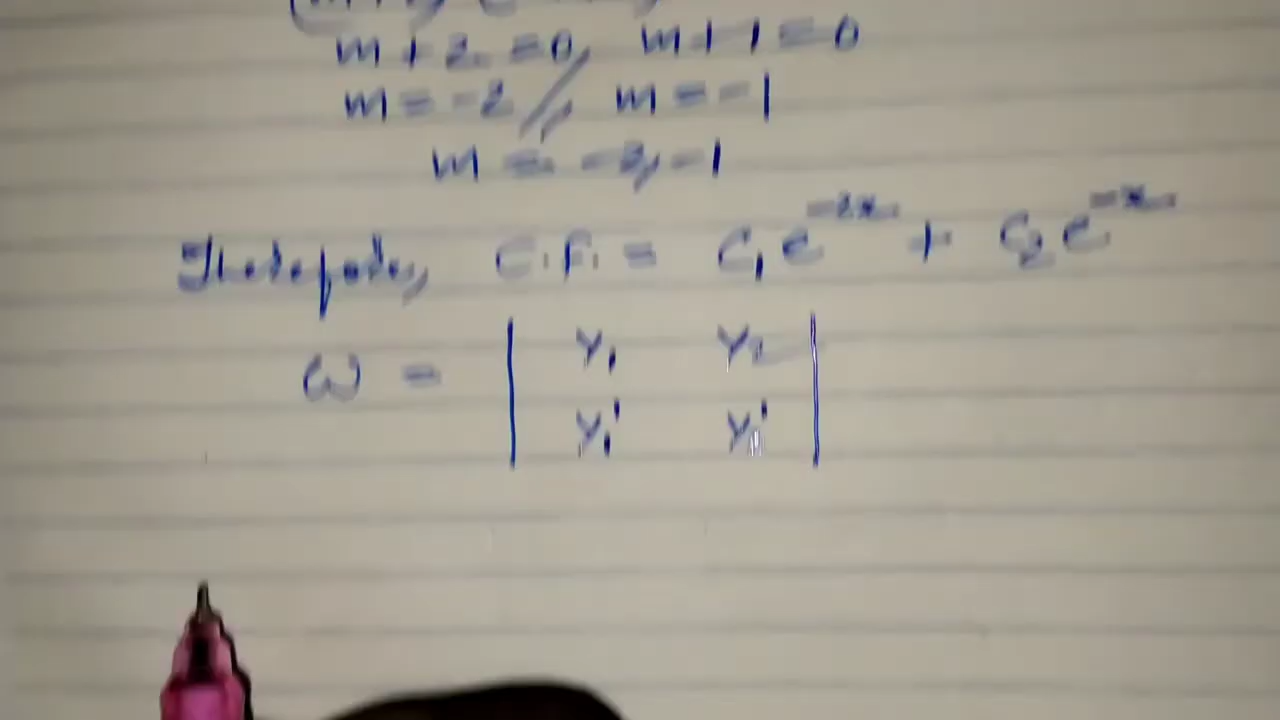 m + 2 = 0, m + 1 = 0
m = -2, m = -1
m = -2, -1
Therefore, C.F. = C₁e^{-2x} + C₂e^{-x}
W = | y₁ y₂ |
| y₁' y₂' |